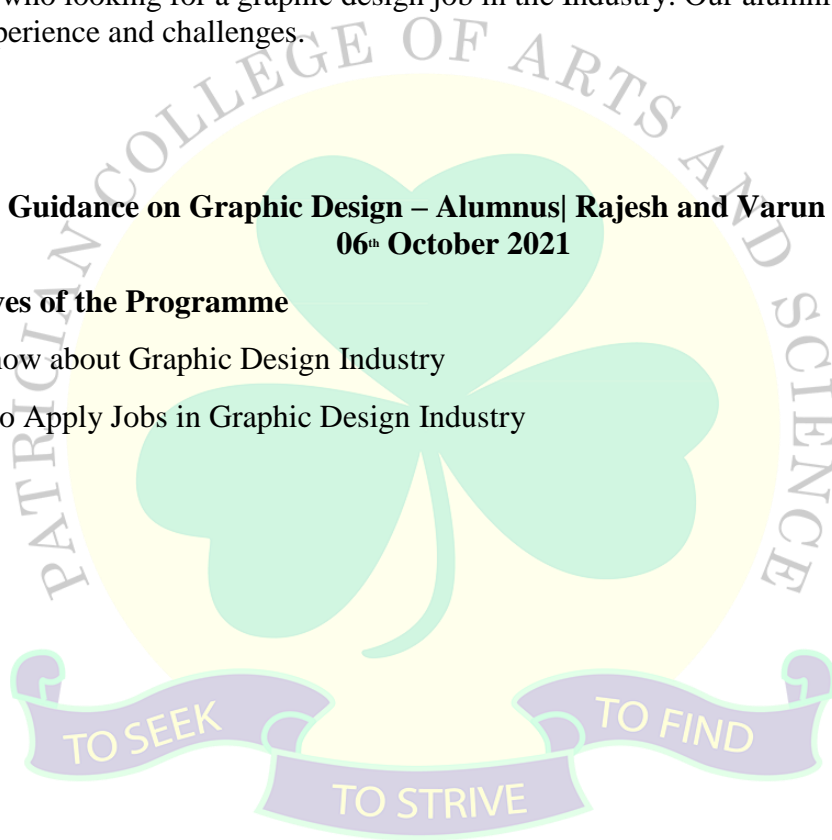 who looking for a graphic design job in the Industry. Our alumni
perience and challenges.
PATRICIAN COLLEGE OF ARTS AND SCIENCE
Guidance on Graphic Design – Alumnus| Rajesh and Varun
06th October 2021
ves of the Programme
now about Graphic Design Industry
o Apply Jobs in Graphic Design Industry
TO SEEK
TO STRIVE
TO FIND